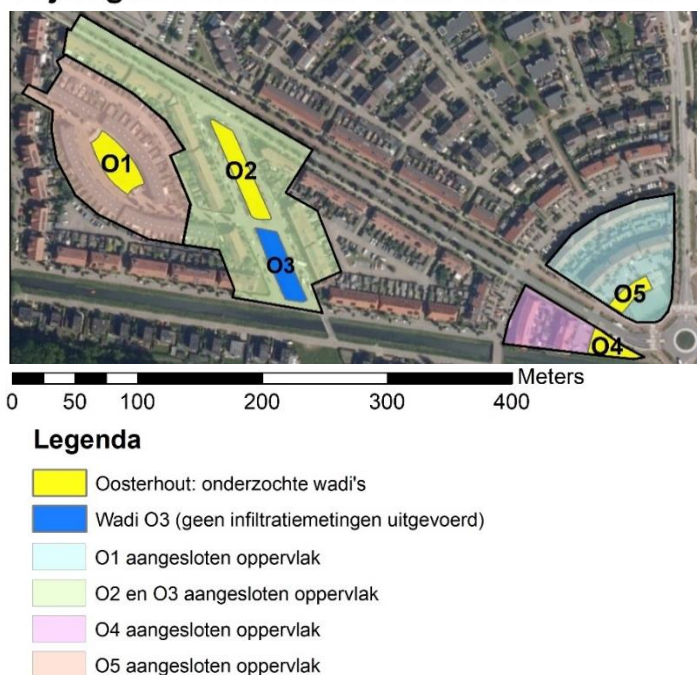 O1
O2
O3
O5
O4
Meters
0 50 100 200 300 400
Legenda
Oosterhout: onderzochte wadi's
Wadi O3 (geen infiltratiemetingen uitgevoerd)
O1 aangesloten oppervlak
O2 en O3 aangesloten oppervlak
O4 aangesloten oppervlak
O5 aangesloten oppervlak